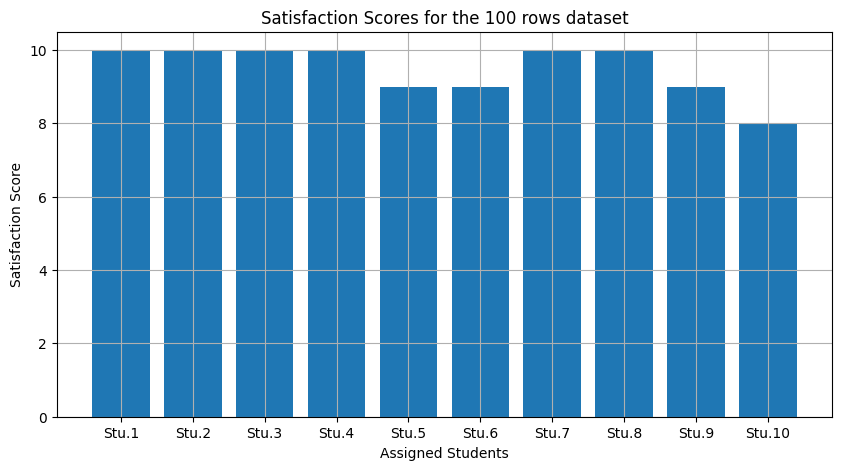 Satisfaction Scores for the 100 rows dataset
Satisfaction Score
10
8
6
4
2
0
Stu.1 Stu.2 Stu.3 Stu.4 Stu.5 Stu.6 Stu.7 Stu.8 Stu.9 Stu.10
Assigned Students